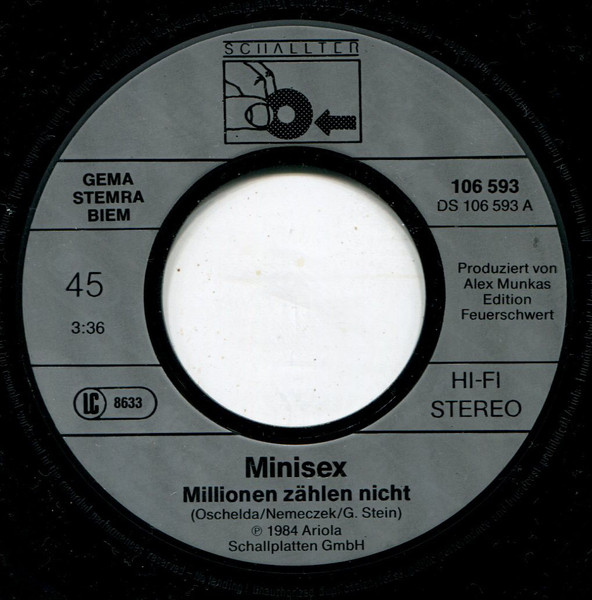 SCHALLTER
GEMA
STEMRA
BIEM
106 593
DS 106 593 A
45
3:36
Produziert von
Alex Munkas
Edition
Feuerschwert
LC 8633
HI-FI
STEREO
Minisex
Millionen zählen nicht
(Oschelda/Nemeczek/G. Stein)
℗ 1984 Ariola
Schallplatten GmbH